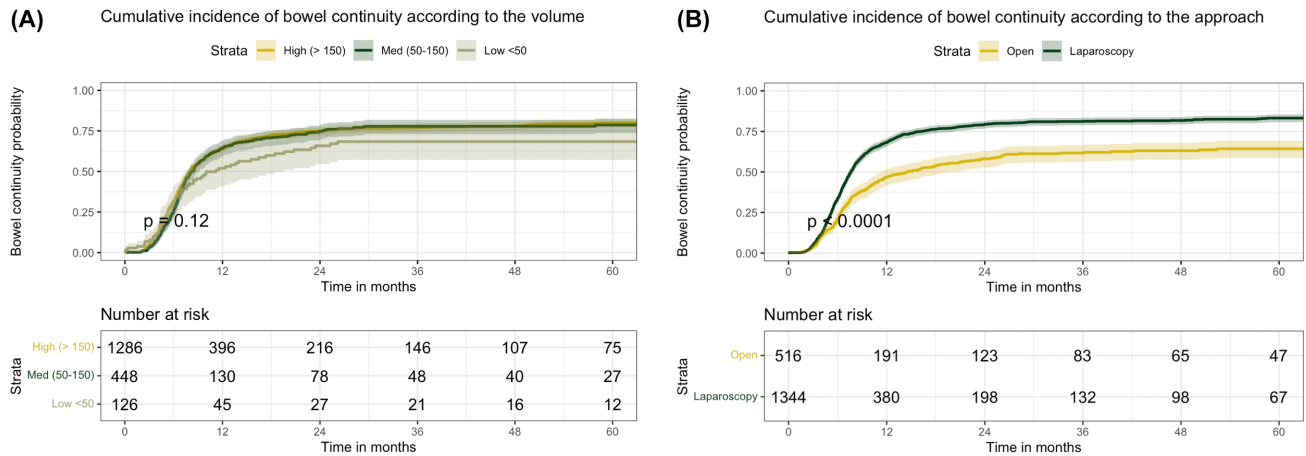 (A)
Cumulative incidence of bowel continuity according to the volume
Strata High (> 150) Med (50-150) Low <50
Bowel continuity probability
1.00
0.75
0.50
0.25
0.00
p = 0.12
0 12 24 36 48 60
Time in months
Number at risk
Strata
High (> 150) 1286 396 216 146 107 75
Med (50-150) 448 130 78 48 40 27
Low <50 126 45 27 21 16 12
0 12 24 36 48 60
Time in months
(B)
Cumulative incidence of bowel continuity according to the approach
Strata Open Laparoscopy
Bowel continuity probability
1.00
0.75
0.50
0.25
0.00
p < 0.0001
0 12 24 36 48 60
Time in months
Number at risk
Strata
Open 516 191 123 83 65 47
Laparoscopy 1344 380 198 132 98 67
0 12 24 36 48 60
Time in months